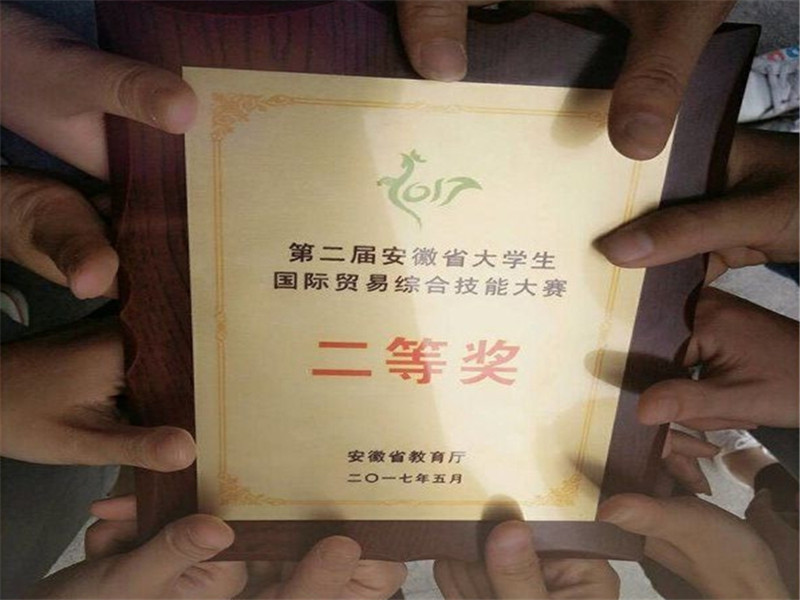 2017
第二届安徽省大学生
国际贸易综合技能大赛
二等奖
安徽省教育厅
二〇一七年五月